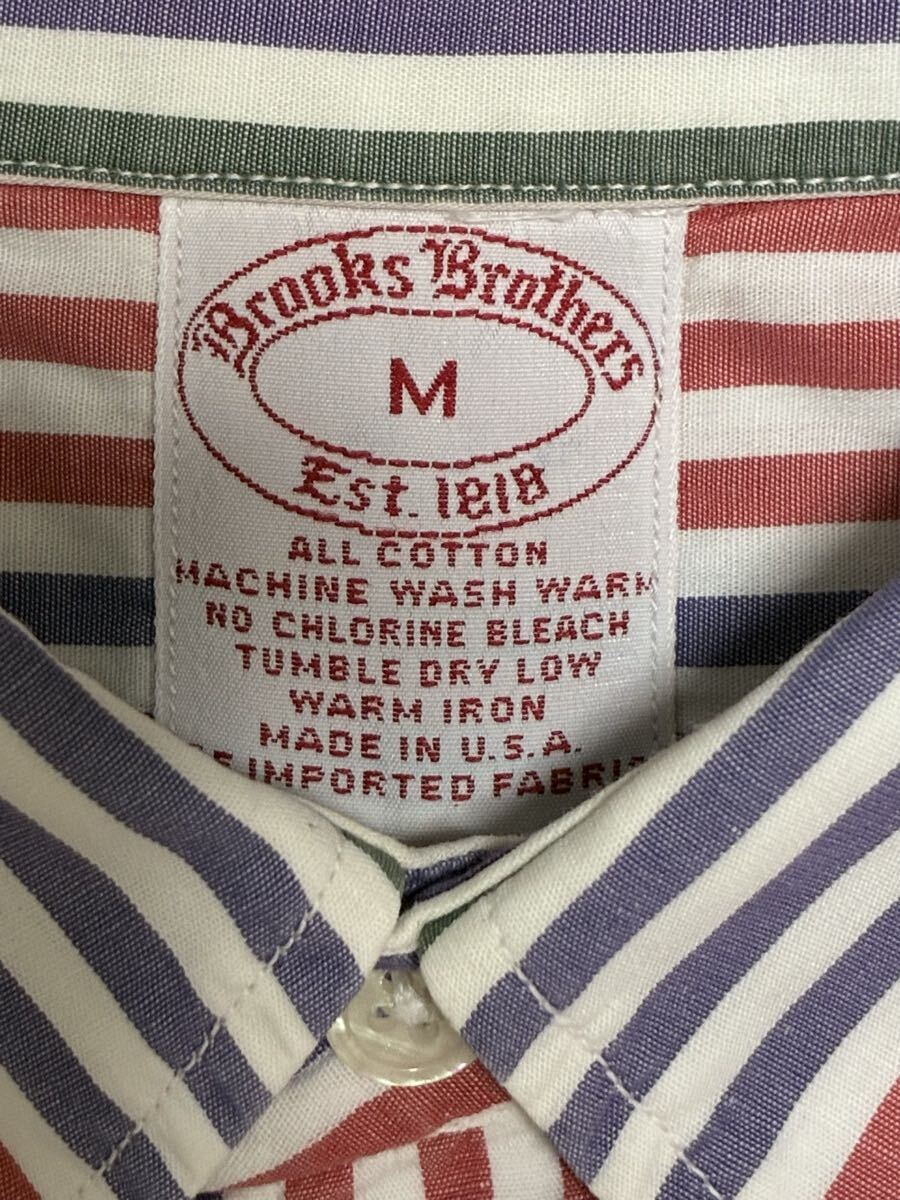 Brooks Brothers
M
Est. 1818
ALL COTTON
MACHINE WASH WARM
NO CHLORINE BLEACH
TUMBLE DRY LOW
WARM IRON
MADE IN U.S.A.
IMPORTED FABRIC